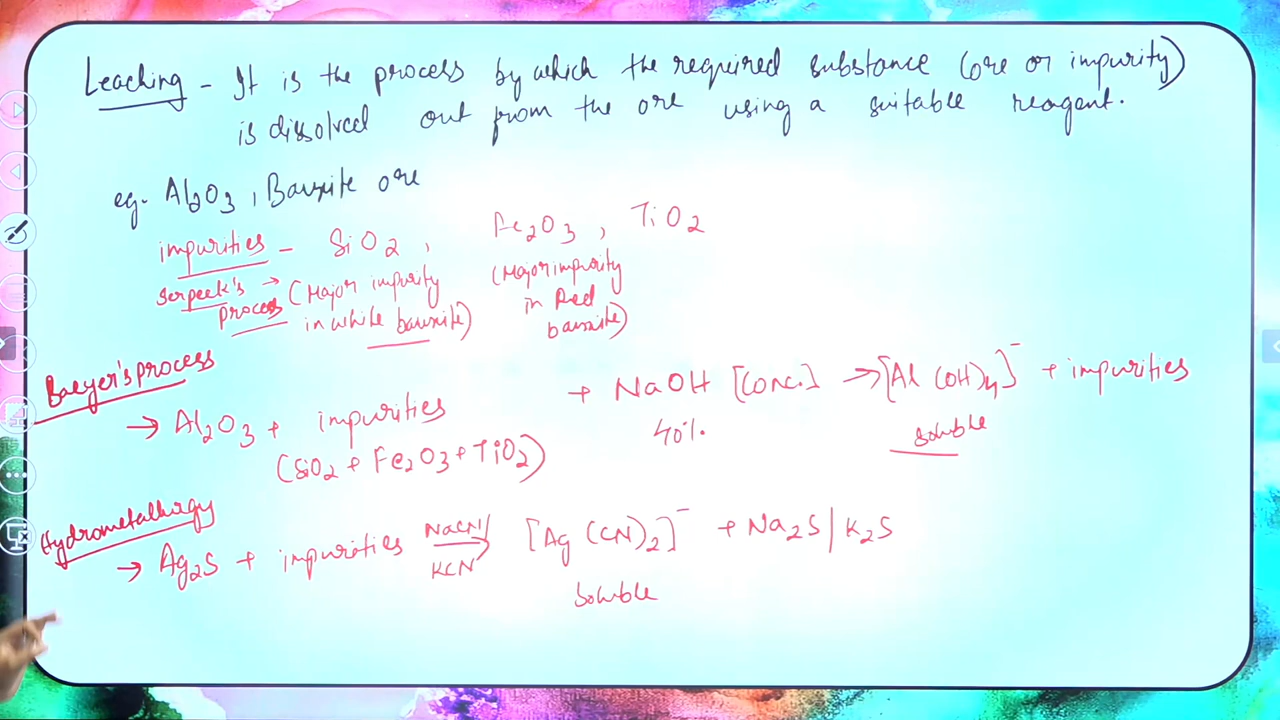 Leaching - It is the process by which the required substance (ore or impurity)
is dissolved out from the ore using a suitable reagent.
eg. Al2O3, Bauxite ore
impurities - SiO2, Fe2O3, TiO2
Serpeck's → (Major impurity (Major impurity
process in white bauxite) in Red
bauxite)
Baeyer's process
→ Al2O3 + impurities + NaOH [conc.] → [Al (OH)4]⁻ + impurities
(SiO2 + Fe2O3 + TiO2) 40% soluble
Hydrometallurgy
→ Ag2S + impurities NaCN/ → [Ag (CN)2]⁻ + Na2S | K2S
KCN soluble